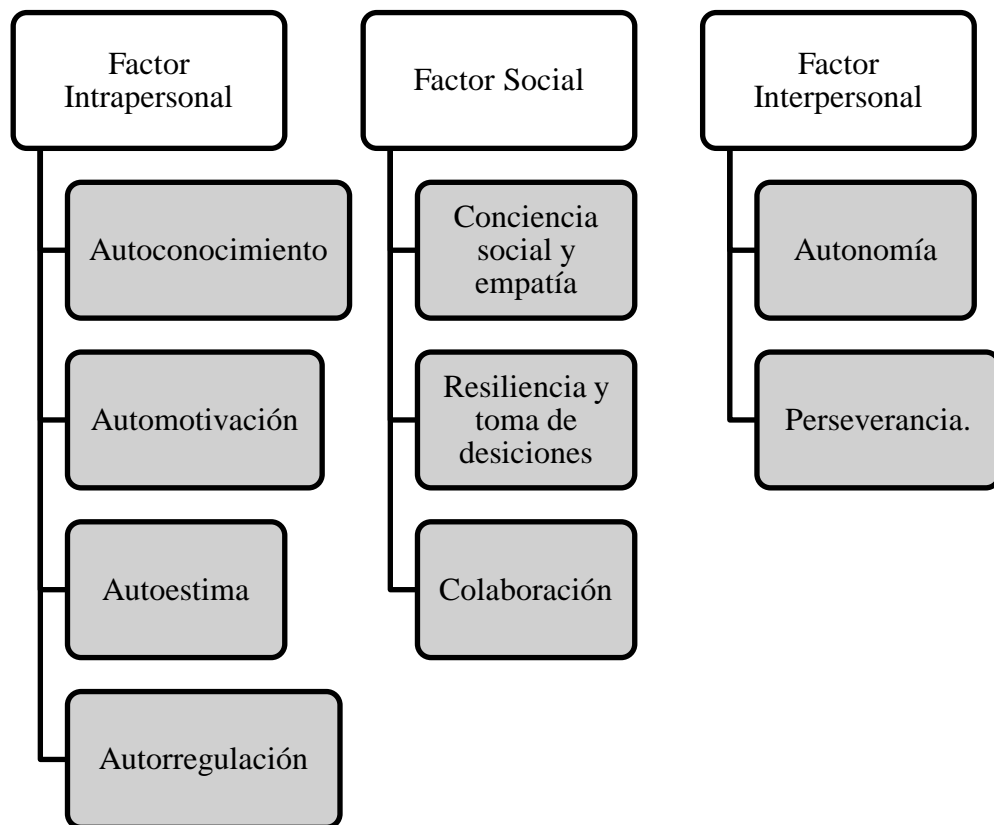 Factor
Intrapersonal
Autoconocimiento
Automotivación
Autoestima
Autorregulación
Factor Social
Conciencia
social y
empatía
Resiliencia y
toma de
desiciones
Colaboración
Factor
Interpersonal
Autonomía
Perseverancia.